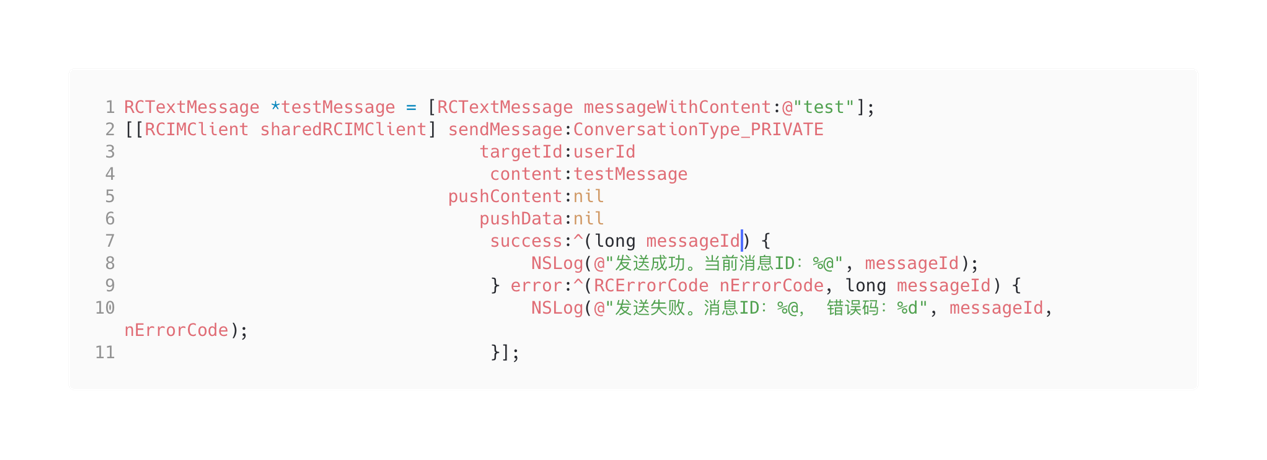 1 RCTextMessage *testMessage = [RCTextMessage messageWithContent:@"test"];
2 [[RCIMClient sharedRCIMClient] sendMessage:ConversationType_PRIVATE
3 targetId:userId
4 content:testMessage
5 pushContent:nil
6 pushData:nil
7 success:^(long messageId) {
8 NSLog(@"发送成功。当前消息ID：%@", messageId);
9 } error:^(RCErrorCode nErrorCode, long messageId) {
10 NSLog(@"发送失败。消息ID：%@， 错误码：%d", messageId,
nErrorCode);
11 }];